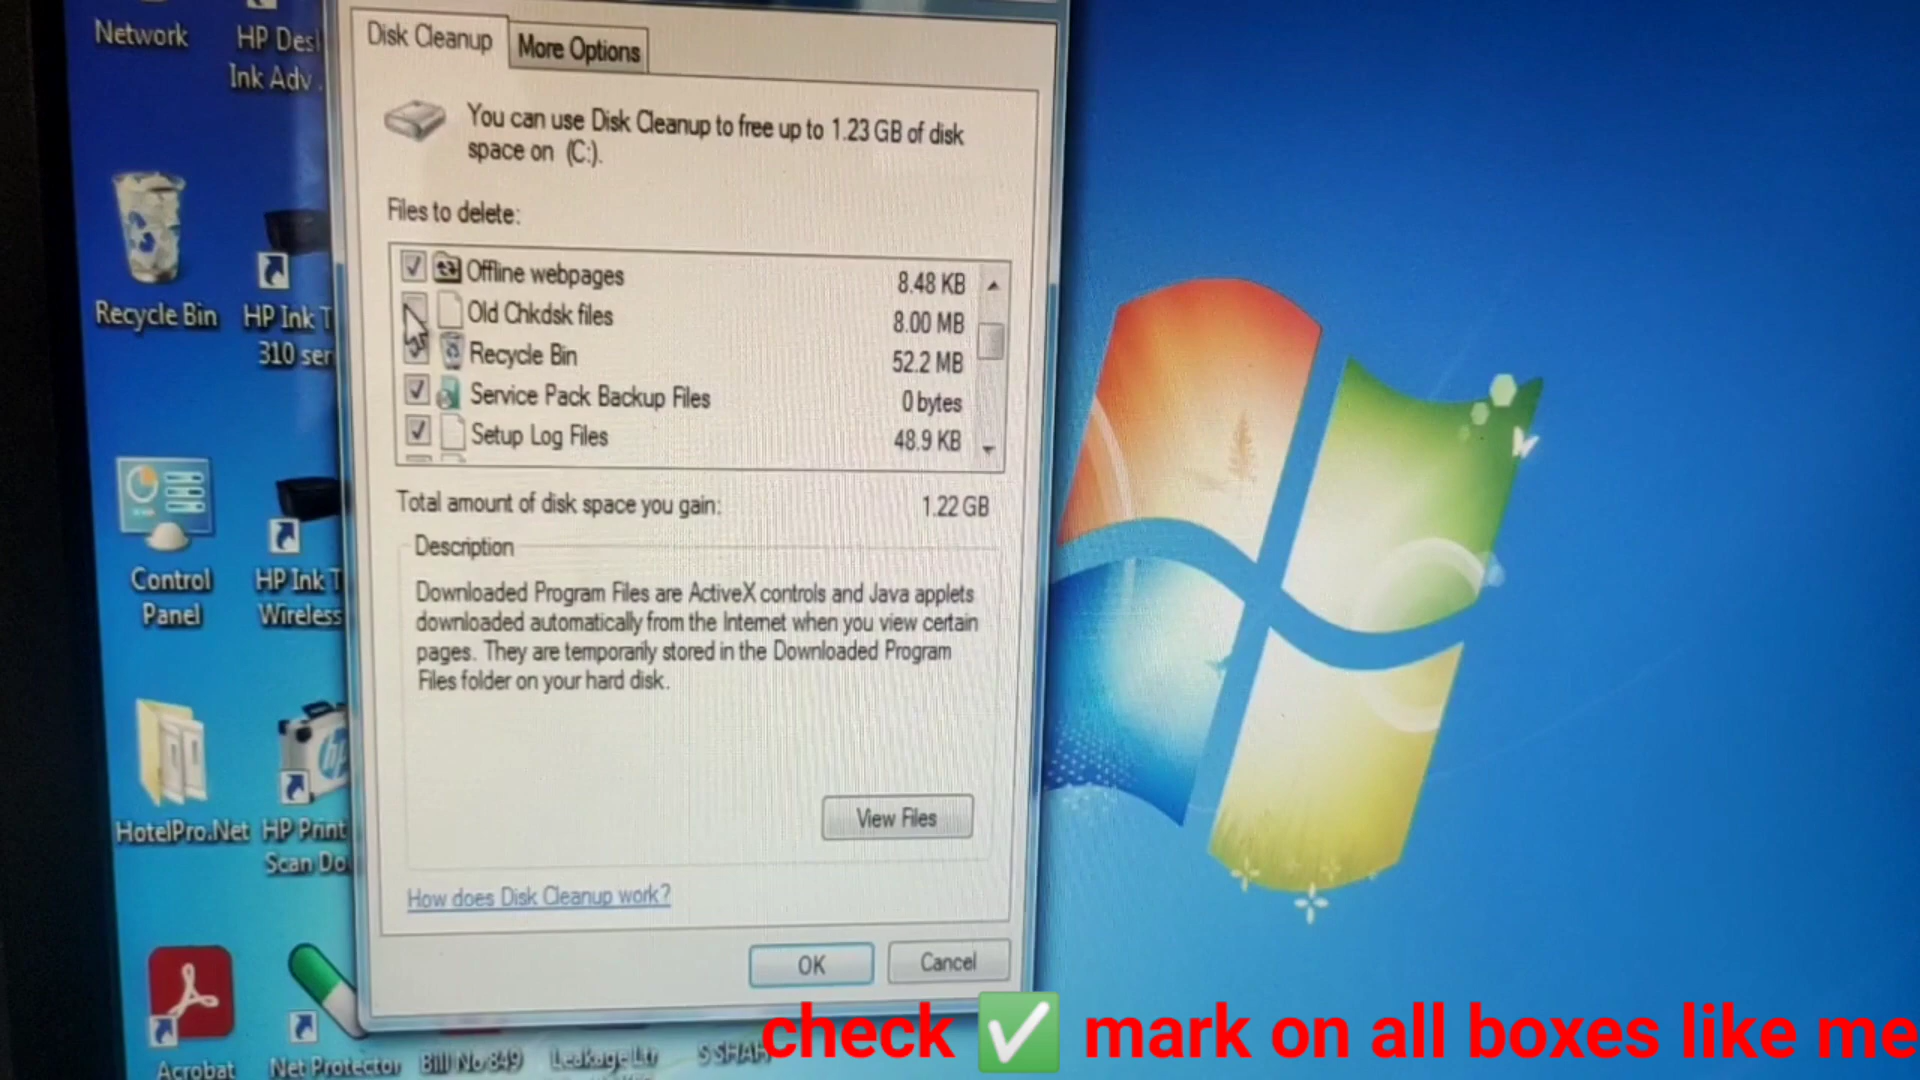 Network
HP Des
Ink Adv
Recycle Bin
HP Ink T
310 ser
Control
Panel
HP Ink T
Wireless
HotelPro.Net
HP Print
Scan Do
Acrobat
Net Protector
Bill No 849
Leakage Ltr
S SHAH
Disk Cleanup
More Options
You can use Disk Cleanup to free up to 1.23 GB of disk
space on (C:).
Files to delete:
Offline webpages 8.48 KB
Old Chkdsk files 8.00 MB
Recycle Bin 52.2 MB
Service Pack Backup Files 0 bytes
Setup Log Files 48.9 KB
Total amount of disk space you gain: 1.22 GB
Description
Downloaded Program Files are ActiveX controls and Java applets
downloaded automatically from the Internet when you view certain
pages. They are temporarily stored in the Downloaded Program
Files folder on your hard disk.
View Files
How does Disk Cleanup work?
OK
Cancel
check ✅ mark on all boxes like me